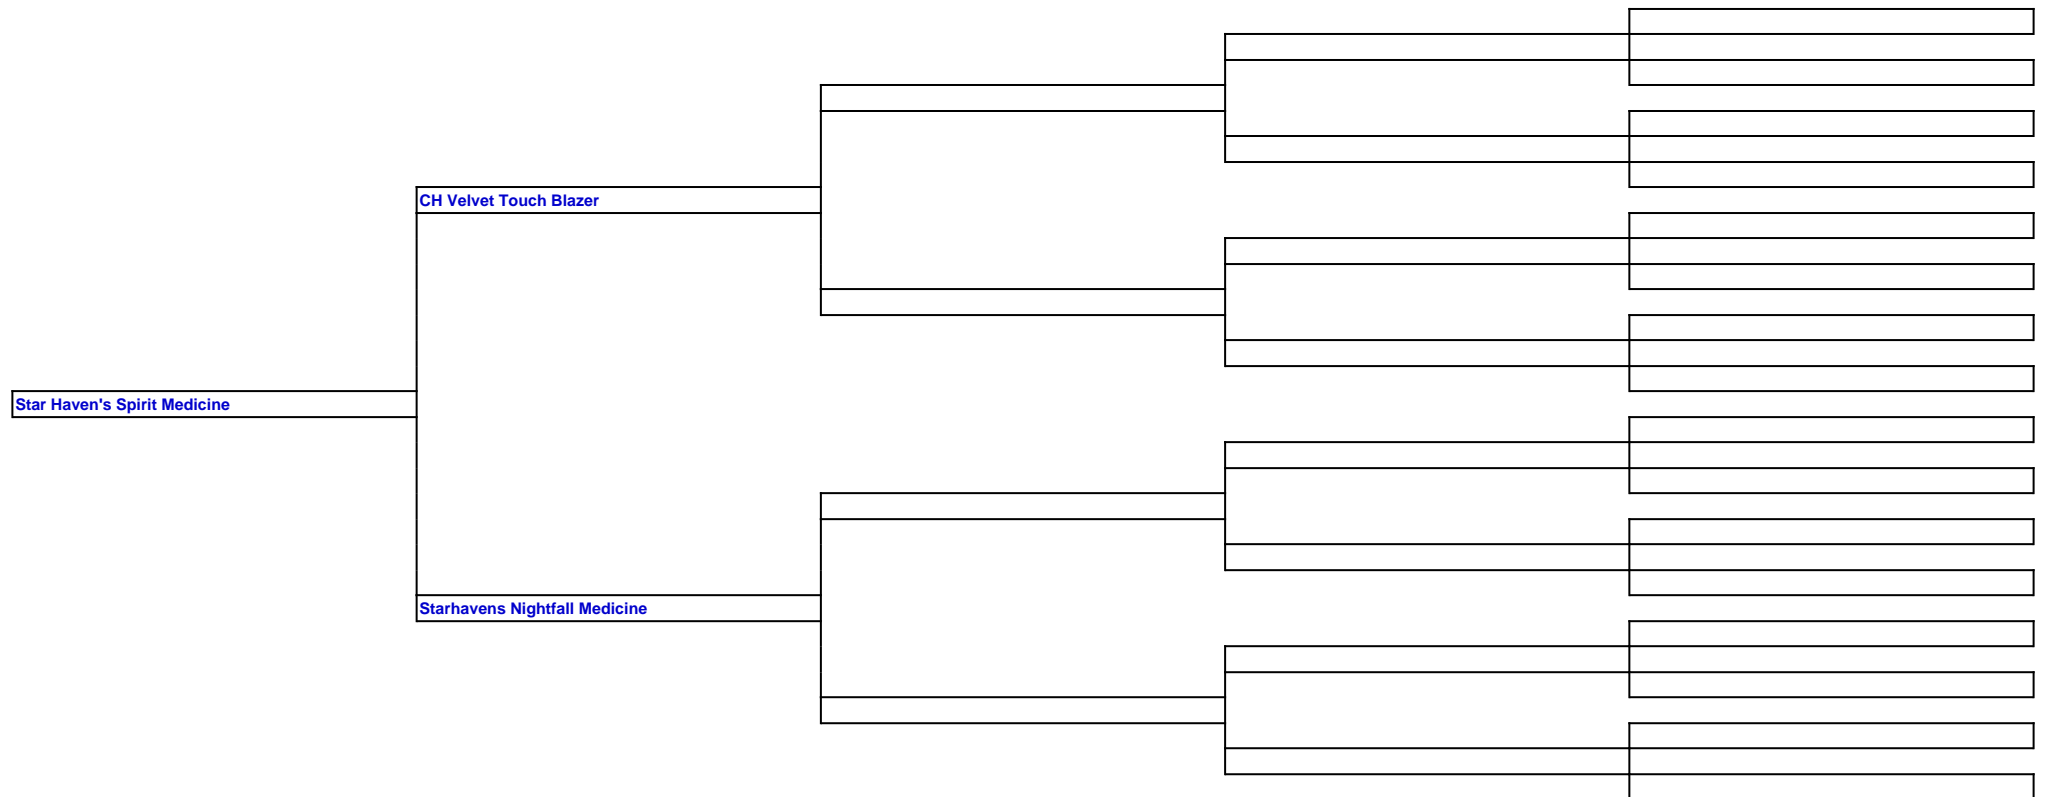 CH Velvet Touch Blazer
Star Haven's Spirit Medicine
Starhavens Nightfall Medicine